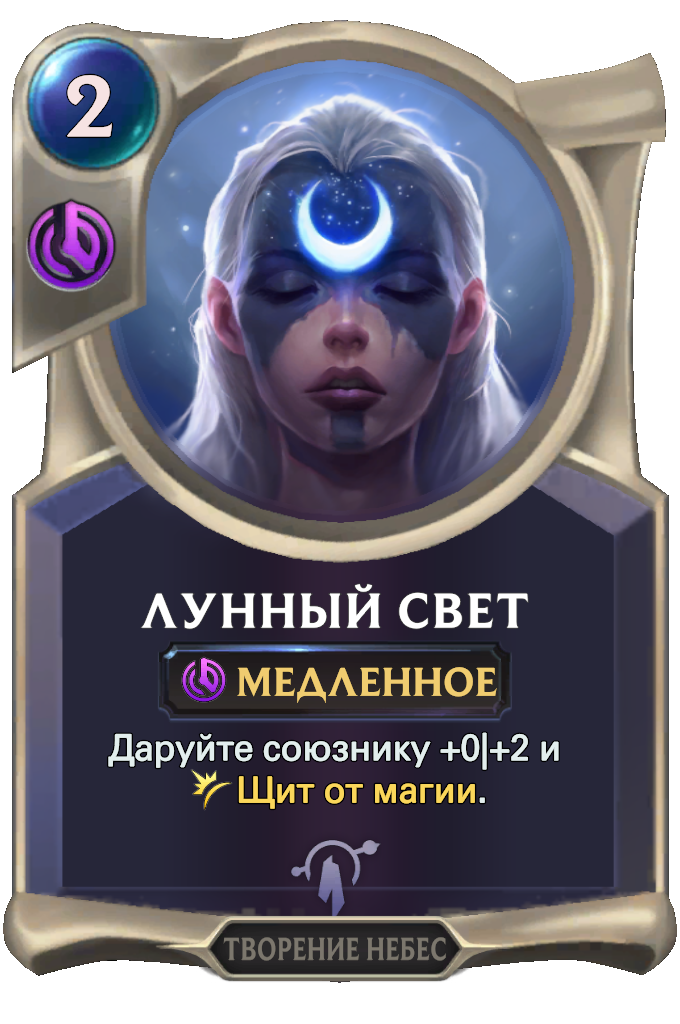 2
ЛУННЫЙ СВЕТ
МЕДЛЕННОЕ
Даруйте союзнику +0|+2 и
Щит от магии.
ТВОРЕНИЕ НЕБЕС